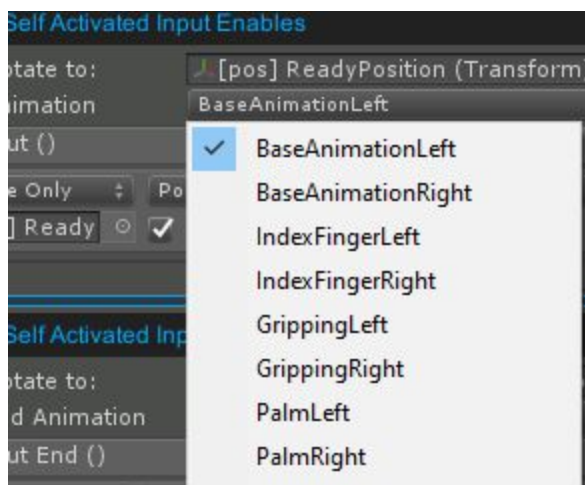 Self Activated Input Enables
otate to:
[pos] ReadyPosition (Transform)
imation
BaseAnimationLeft
ut ()
BaseAnimationLeft
e Only
Po
BaseAnimationRight
] Ready
IndexFingerLeft
IndexFingerRight
Self Activated Inp
GrippingLeft
otate to:
GrippingRight
d Animation
PalmLeft
ut End ()
PalmRight